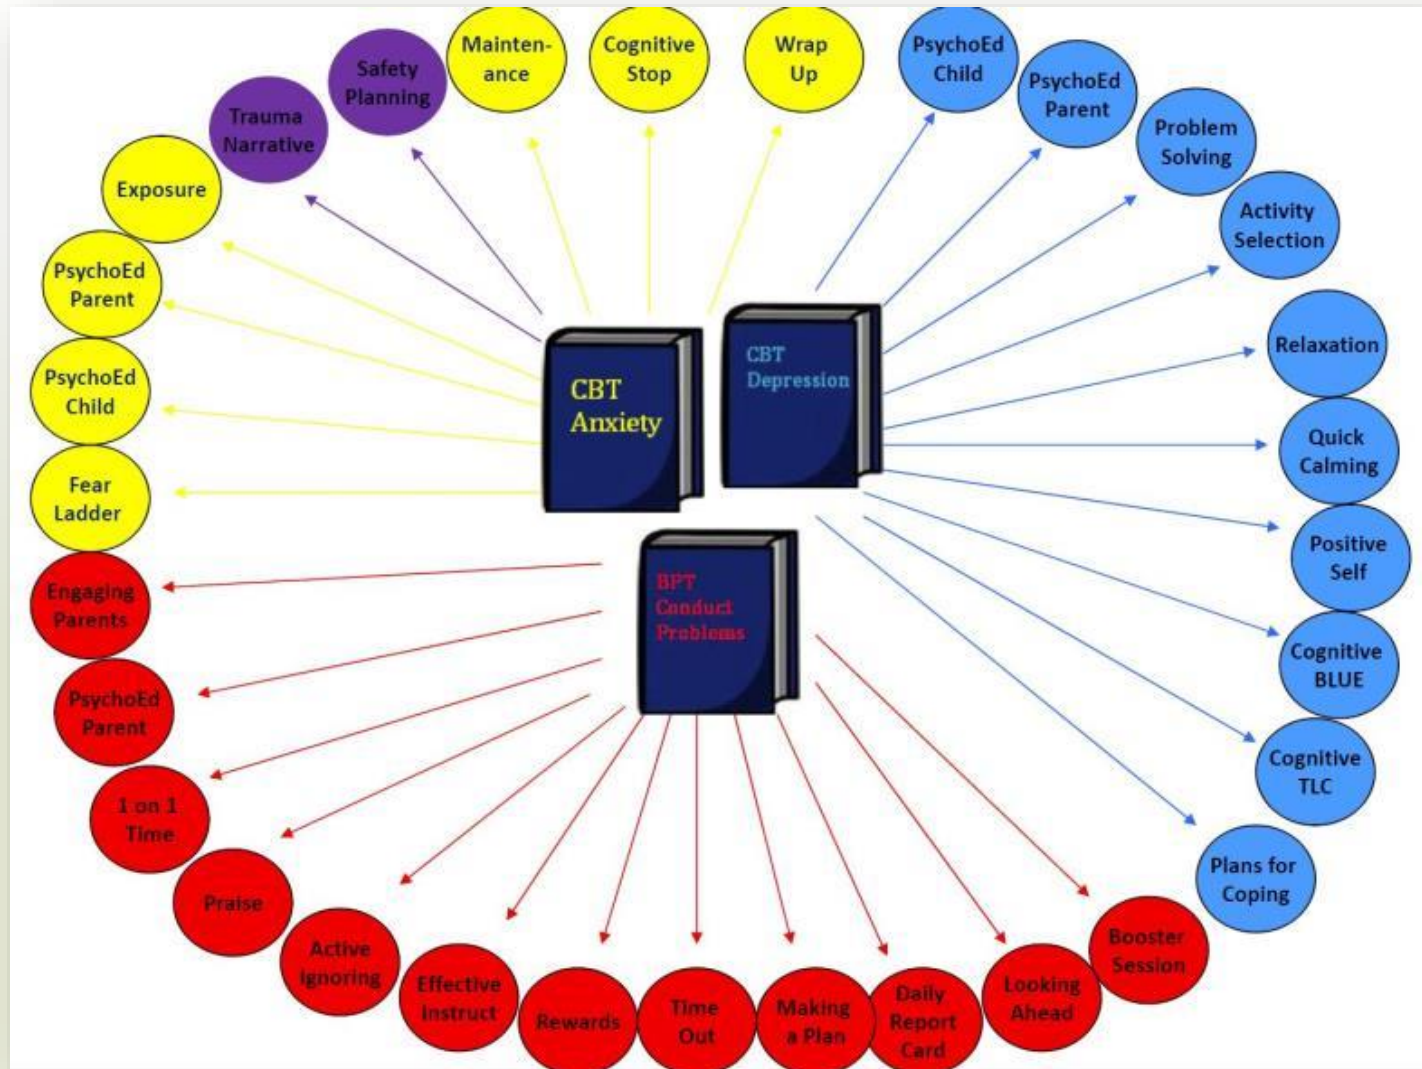 Mainten-
ance
Cognitive
Stop
Wrap
Up
PsychoEd
Child
PsychoEd
Parent
Problem
Solving
Activity
Selection
Relaxation
Quick
Calming
Positive
Self
Cognitive
BLUE
Cognitive
TLC
Plans for
Coping
Safety
Planning
Trauma
Narrative
Exposure
PsychoEd
Parent
PsychoEd
Child
Fear
Ladder
CBT
Anxiety
CBT
Depression
BPT
Conduct
Problems
Engaging
Parents
PsychoEd
Parent
1 on 1
Time
Praise
Active
Ignoring
Effective
Instruct
Rewards
Time
Out
Making
a Plan
Daily
Report
Card
Looking
Ahead
Booster
Session